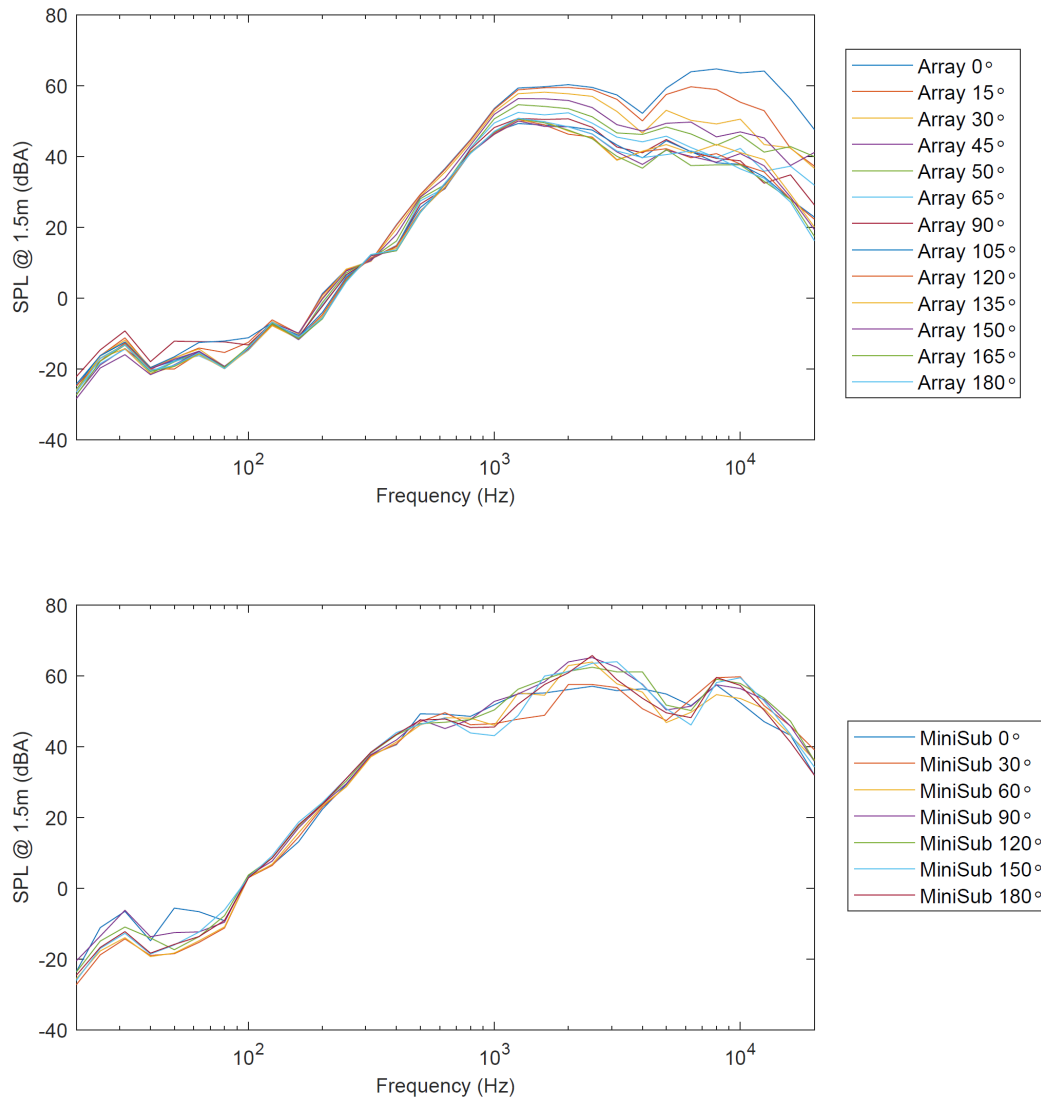 80
60
40
20
0
-20
-40
SPL @ 1.5m (dBA)
10^2
10^3
10^4
Frequency (Hz)
Array 0°
Array 15°
Array 30°
Array 45°
Array 50°
Array 65°
Array 90°
Array 105°
Array 120°
Array 135°
Array 150°
Array 165°
Array 180°
80
60
40
20
0
-20
-40
SPL @ 1.5m (dBA)
10^2
10^3
10^4
Frequency (Hz)
MiniSub 0°
MiniSub 30°
MiniSub 60°
MiniSub 90°
MiniSub 120°
MiniSub 150°
MiniSub 180°